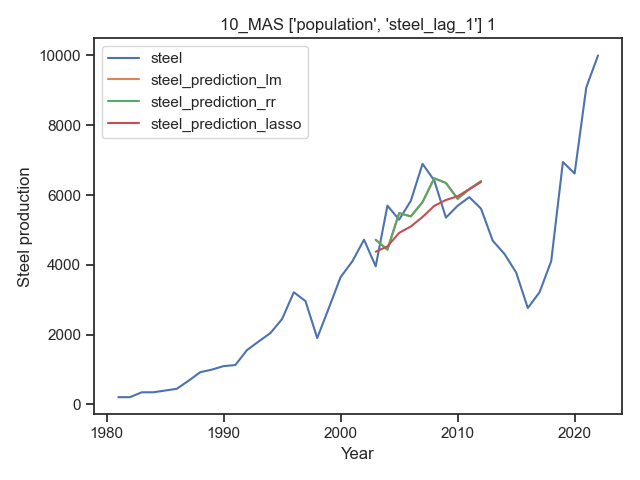 10_MAS ['population', 'steel_lag_1'] 1
steel
steel_prediction_lm
steel_prediction_rr
steel_prediction_lasso
10000
8000
6000
4000
2000
0
Steel production
1980
1990
2000
2010
2020
Year